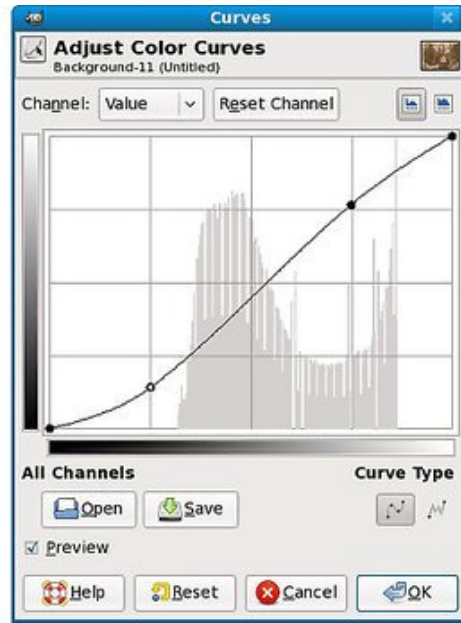 Curves
Adjust Color Curves
Background-11 (Untitled)
Channel: Value Reset Channel
All Channels Curve Type
Open Save
Preview
Help Reset Cancel OK